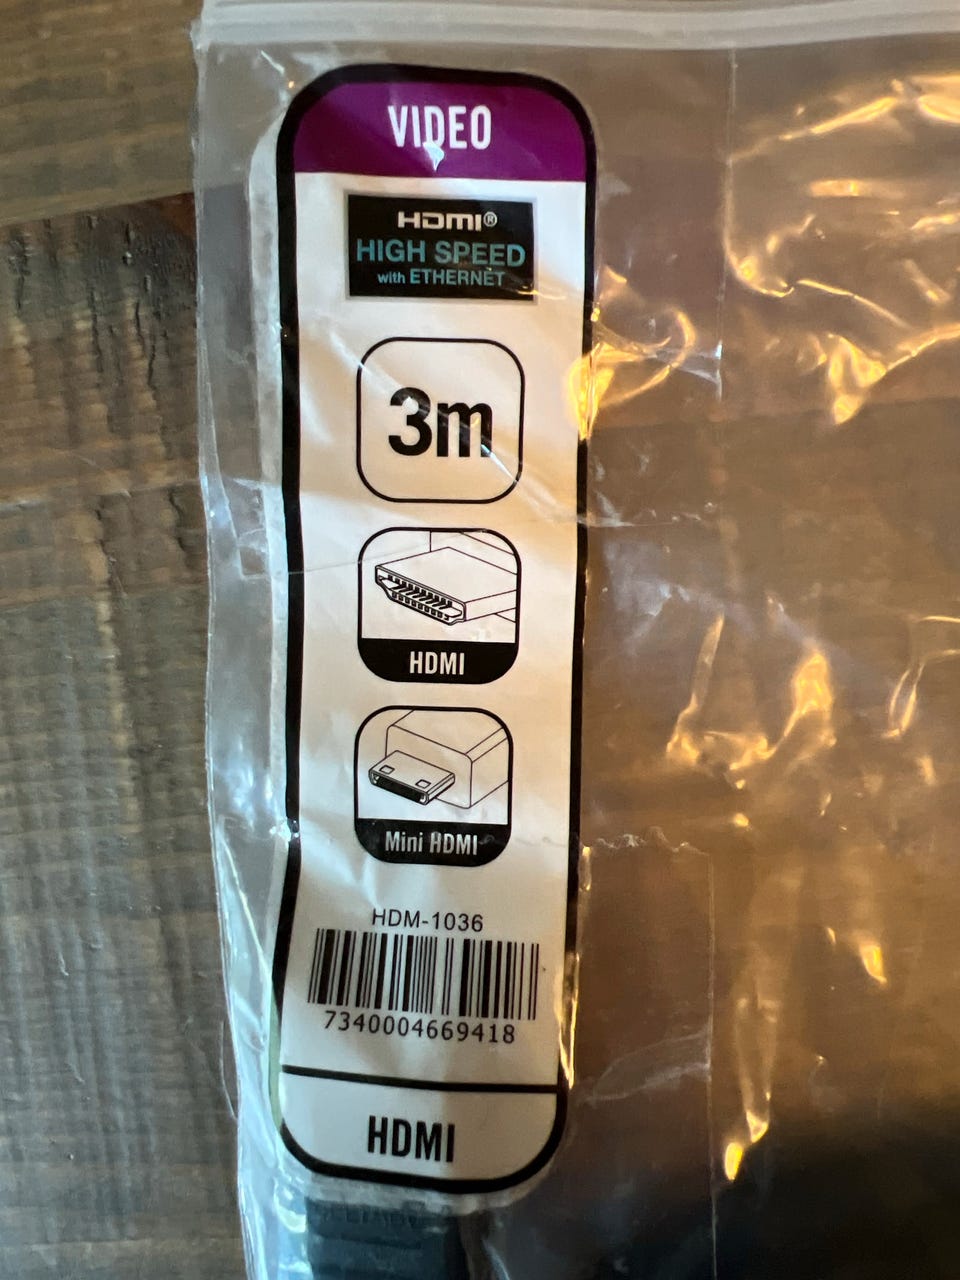 VIDEO
HDMI®
HIGH SPEED
with ETHERNET
3m
HDMI
Mini HDMI
HDM-1036
7340004669418
HDMI